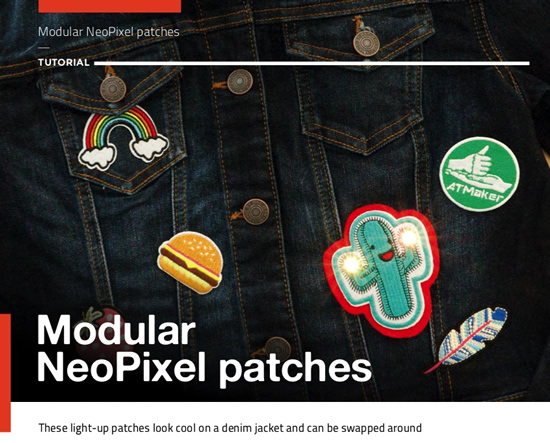 Modular NeoPixel patches
TUTORIAL
ATMaker
Modular
NeoPixel patches
These light-up patches look cool on a denim jacket and can be swapped around